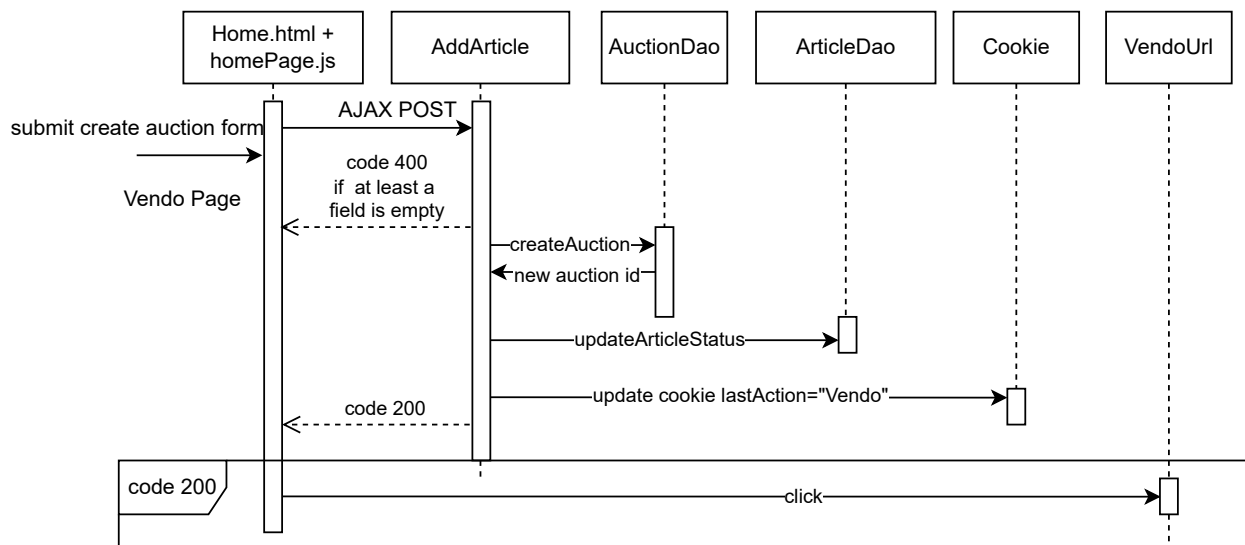 Home.html +
homePage.js
AddArticle
AuctionDao
ArticleDao
Cookie
VendoUrl
AJAX POST
submit create auction form
code 400
if  at least a
field is empty
Vendo Page
createAuction
new auction id
updateArticleStatus
update cookie lastAction="Vendo"
code 200
code 200
click